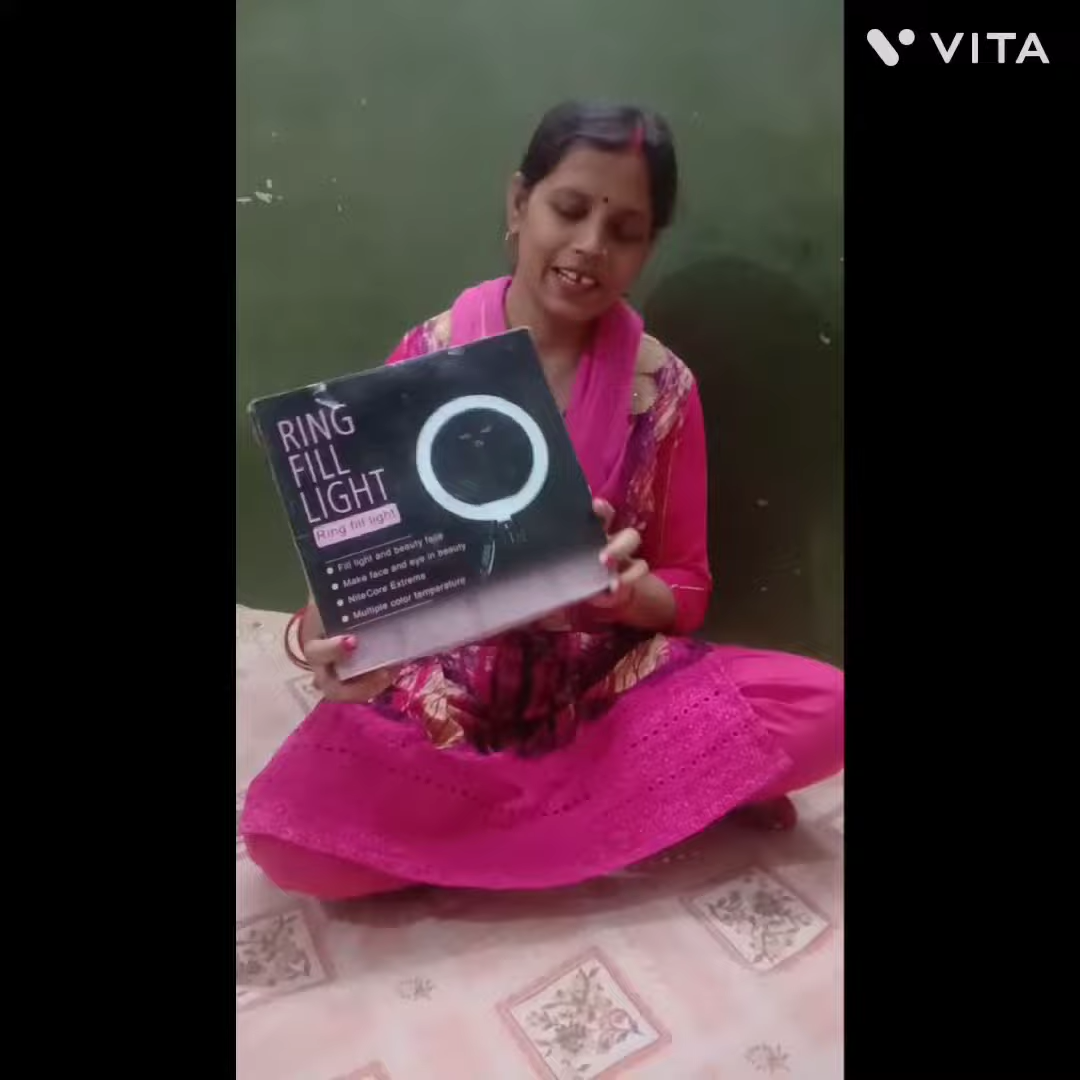 VITA
RING
FILL
LIGHT
Ring fill light
Fill light and beauty face
Make face and eye in beauty
NiteCore Extreme
Multiple color temperature